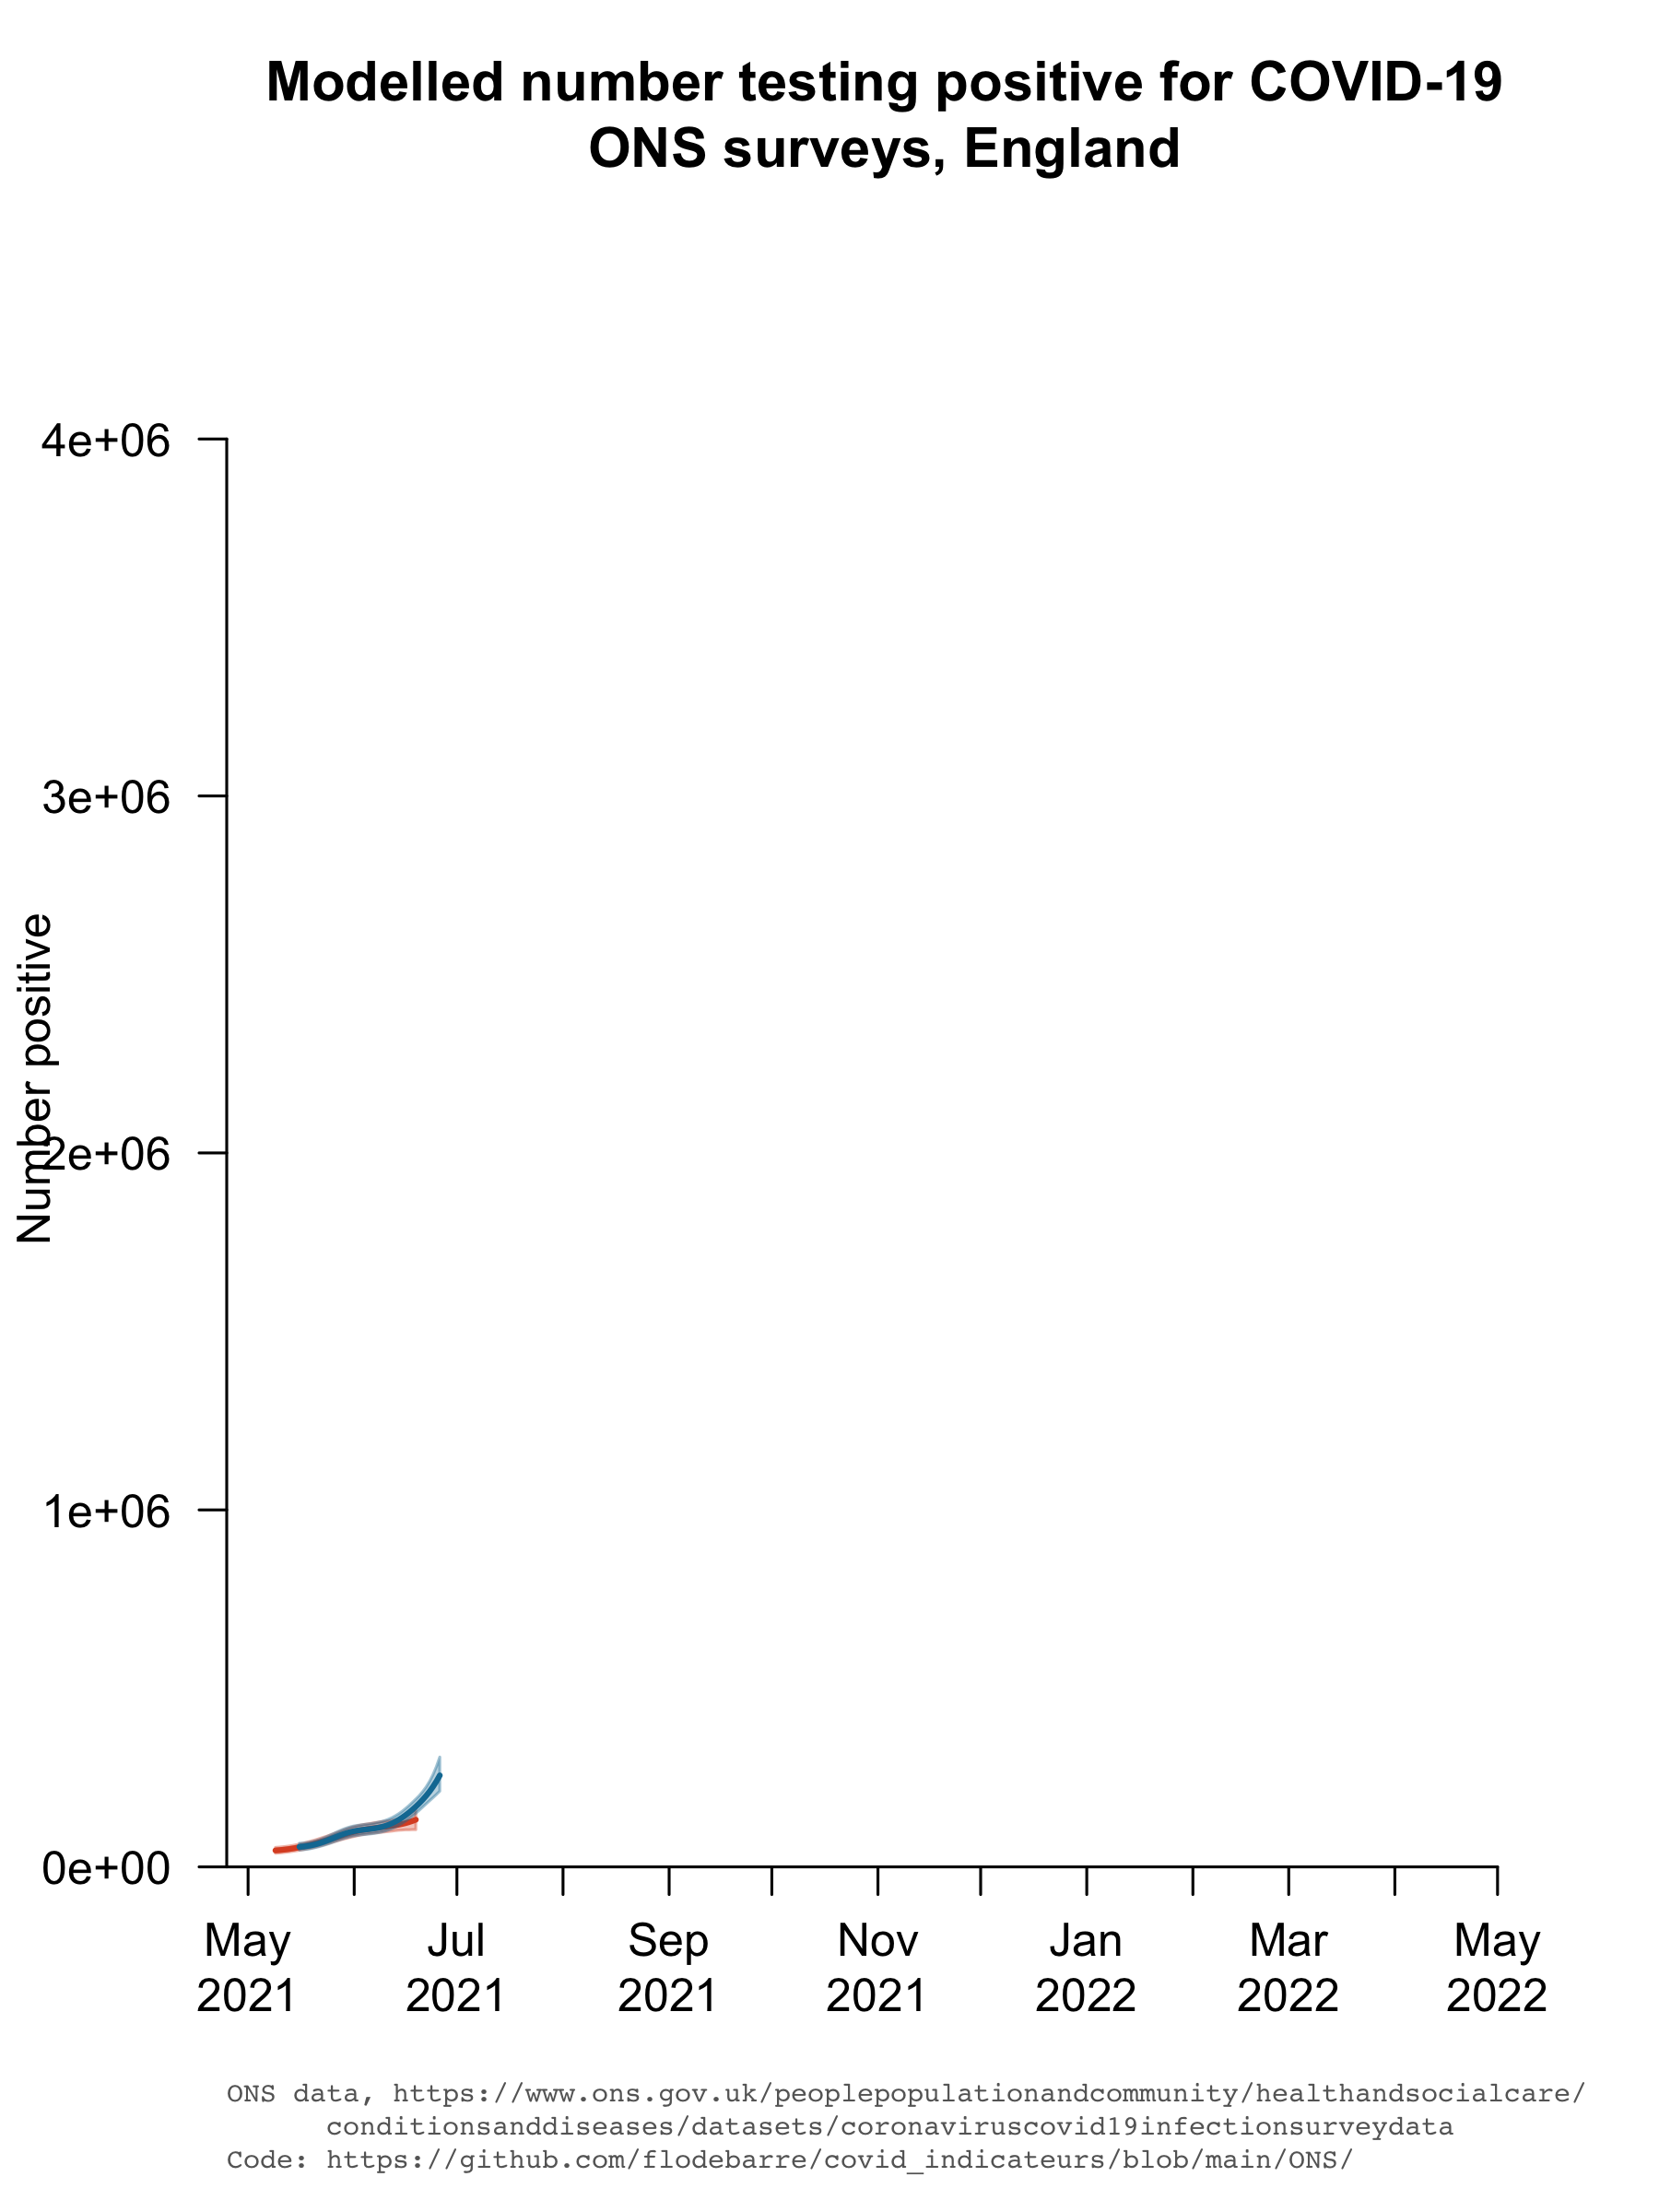 Modelled number testing positive for COVID-19
ONS surveys, England
4e+06
3e+06
Number positive
2e+06
1e+06
0e+00
May Jul Sep Nov Jan Mar May
2021 2021 2021 2021 2022 2022 2022
ONS data, https://www.ons.gov.uk/peoplepopulationandcommunity/healthandsocialcare/
conditionsanddiseases/datasets/coronaviruscovid19infectionsurveydata
Code: https://github.com/flodebarre/covid_indicateurs/blob/main/ONS/